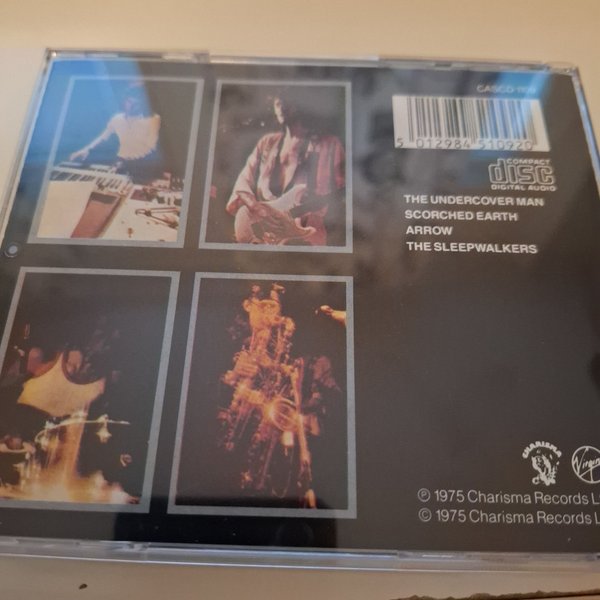 CASCD 1109
5 012984 510920
COMPACT
disc
DIGITAL AUDIO
THE UNDERCOVER MAN
SCORCHED EARTH
ARROW
THE SLEEPWALKERS
CHARISMA
Virgin
℗ 1975 Charisma Records L
© 1975 Charisma Records L